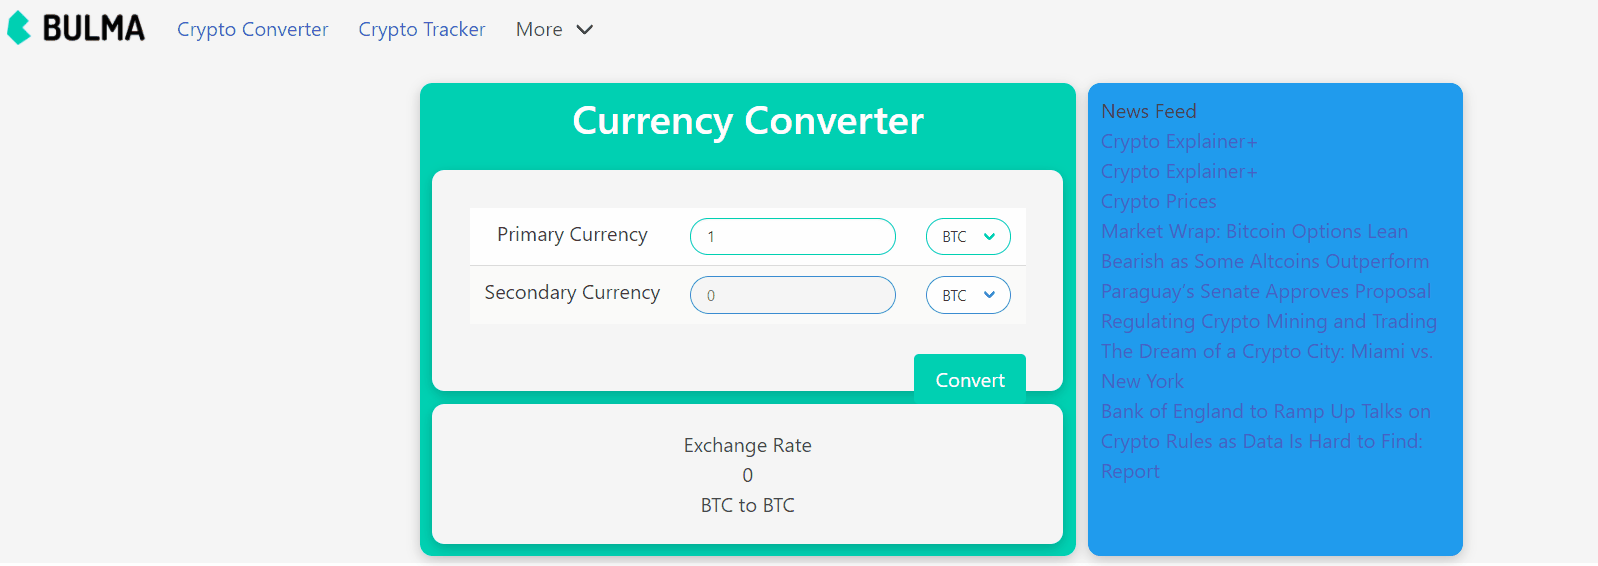 BULMA
Crypto Converter
Crypto Tracker
More
Currency Converter
Primary Currency
1
BTC
Secondary Currency
0
BTC
Convert
Exchange Rate
0
BTC to BTC
News Feed
Crypto Explainer+
Crypto Explainer+
Crypto Prices
Market Wrap: Bitcoin Options Lean
Bearish as Some Altcoins Outperform
Paraguay’s Senate Approves Proposal
Regulating Crypto Mining and Trading
The Dream of a Crypto City: Miami vs.
New York
Bank of England to Ramp Up Talks on
Crypto Rules as Data Is Hard to Find:
Report